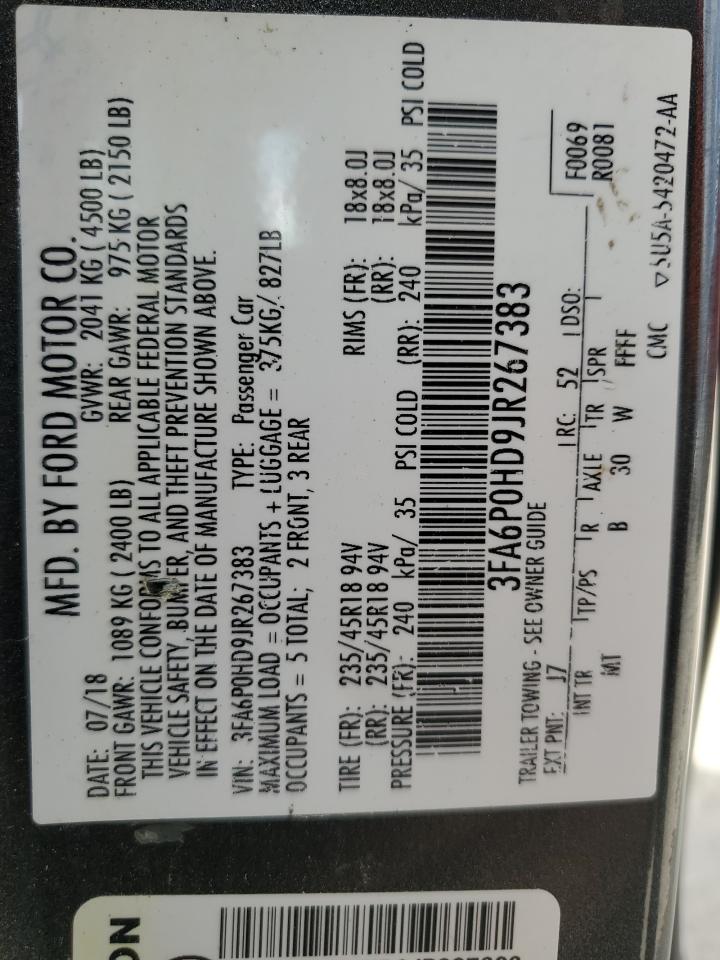 MFD. BY FORD MOTOR CO.
DATE: 07/18 GVWR: 2041 KG ( 4500 LB)
FRONT GAWR: 1089 KG ( 2400 LB) REAR GAWR: 975 KG ( 2150 LB)
THIS VEHICLE CONFORMS TO ALL APPLICABLE FEDERAL MOTOR
VEHICLE SAFETY, BUMPER, AND THEFT PREVENTION STANDARDS
IN EFFECT ON THE DATE OF MANUFACTURE SHOWN ABOVE.
VIN: 3FA6P0HD9JR267383 TYPE: Passenger Car
MAXIMUM LOAD = OCCUPANTS + LUGGAGE = 375KG/ 827LB
OCCUPANTS = 5 TOTAL; 2 FRONT, 3 REAR
TIRE (FR): 235/45R18 94V RIMS (FR): 18x8.0J
(RR): 235/45R18 94V (RR): 18x8.0J
PRESSURE (FR): 240 kPa/ 35 PSI COLD (RR): 240 kPa/ 35 PSI COLD
3FA6P0HD9JR267383
TRAILER TOWING - SEE OWNER GUIDE
F0069
EXT PNT: J7 RC: 52 DSO: R0081
INT TR TP/PS R AXLE TR SPR
MT B 30 W FFFF
CMC 5U5A-5420472-AA
ON